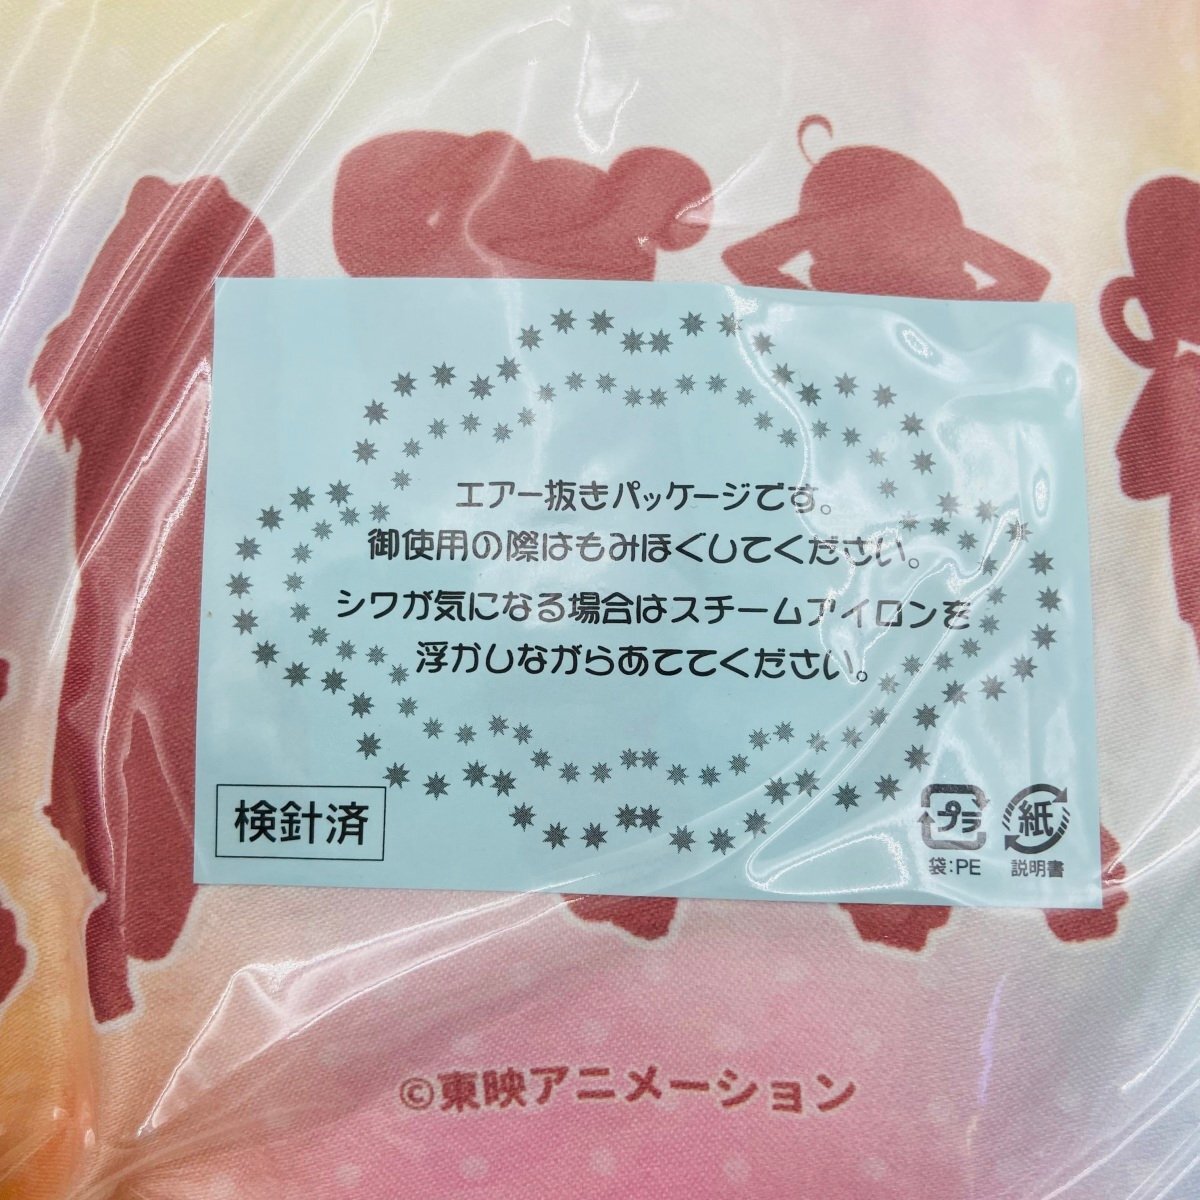 エアー抜きパッケージです。
御使用の際はもみほぐしてください。
シワが気になる場合はスチームアイロンを
浮かしながらあててください。
検針済
プラ
紙
袋:PE
説明書
©東映アニメーション